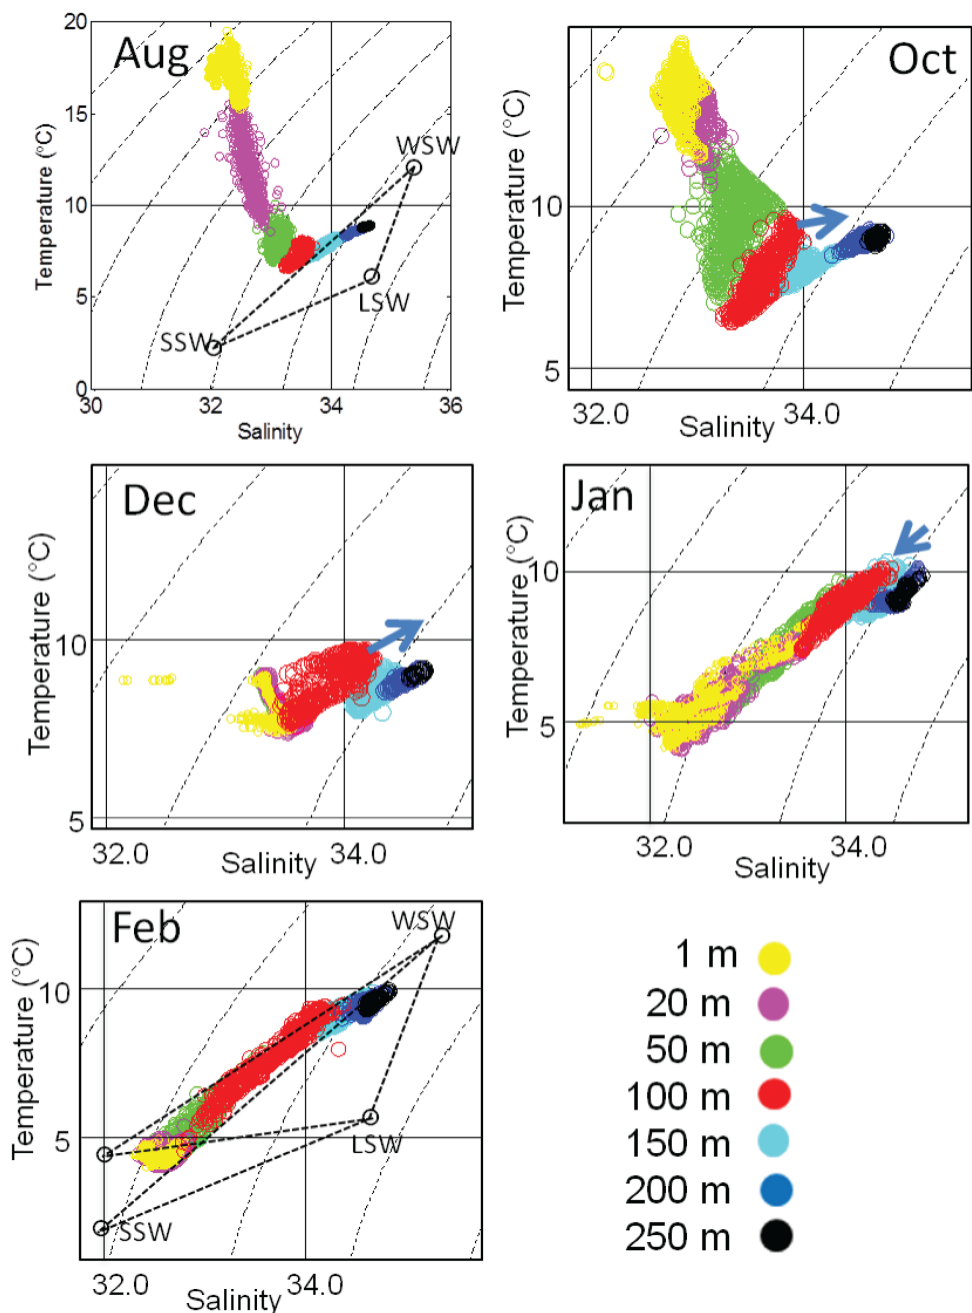 Aug
Temperature (°C)
20
15
10
5
0
30
32
34
36
Salinity
WSW
LSW
SSW
Oct
Temperature (°C)
10
5
32.0
34.0
Salinity
Dec
Temperature (°C)
10
5
32.0
34.0
Salinity
Jan
Temperature (°C)
10
5
32.0
34.0
Salinity
Feb
Temperature (°C)
10
5
32.0
34.0
Salinity
WSW
LSW
SSW
1 m
20 m
50 m
100 m
150 m
200 m
250 m